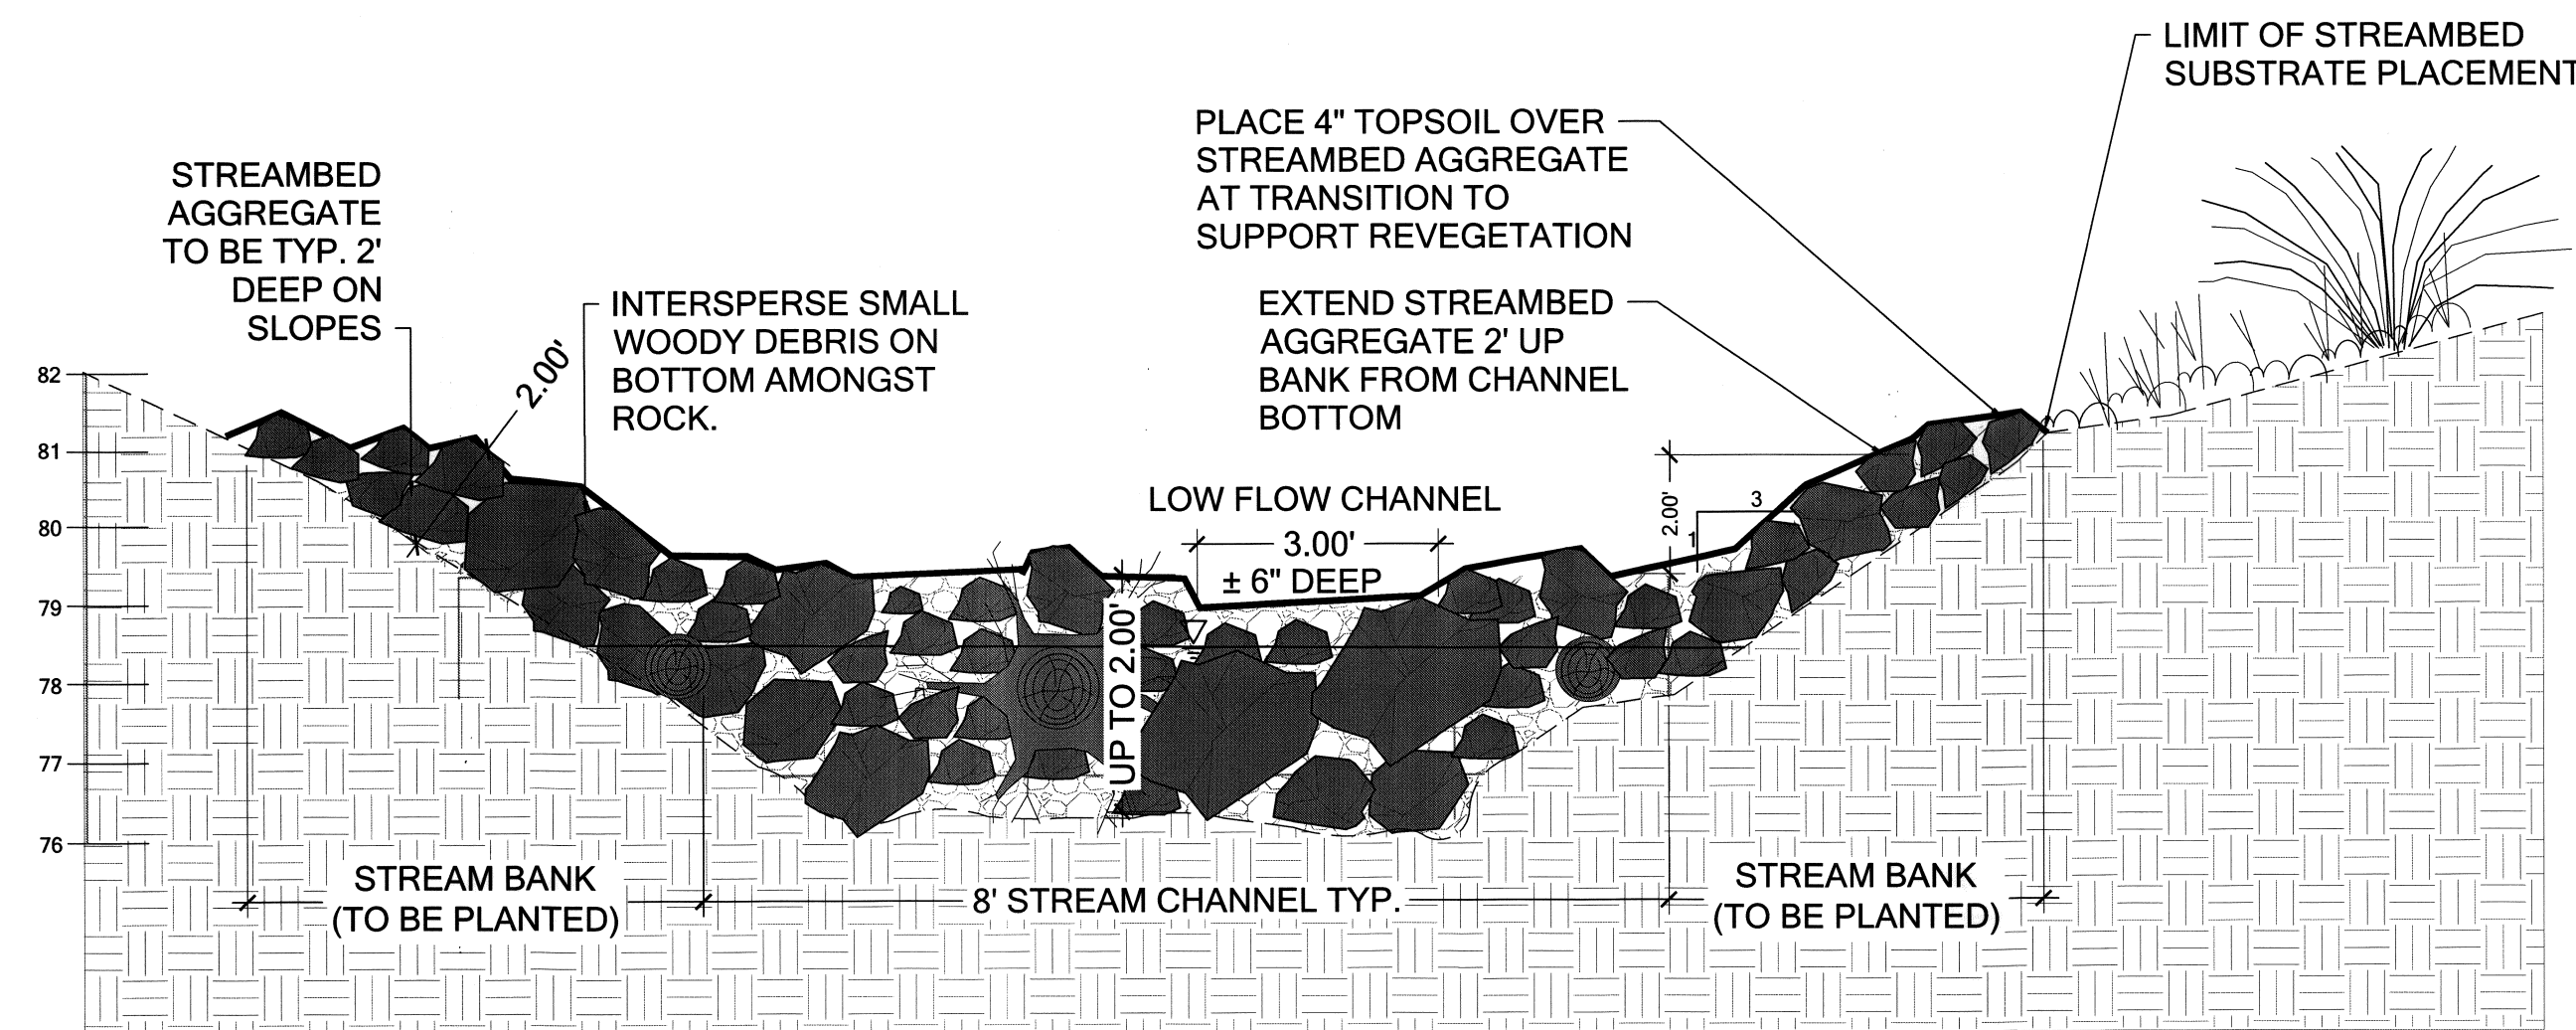 LIMIT OF STREAMBED
SUBSTRATE PLACEMENT
PLACE 4" TOPSOIL OVER
STREAMBED AGGREGATE
AT TRANSITION TO
SUPPORT REVEGETATION
STREAMBED
AGGREGATE
TO BE TYP. 2'
DEEP ON
SLOPES
2.00'
INTERSPERSE SMALL
WOODY DEBRIS ON
BOTTOM AMONGST
ROCK.
EXTEND STREAMBED
AGGREGATE 2' UP
BANK FROM CHANNEL
BOTTOM
LOW FLOW CHANNEL
3.00'
± 6" DEEP
2.00'
3
1
UP TO 2.00'
82
81
80
79
78
77
76
STREAM BANK
(TO BE PLANTED)
8' STREAM CHANNEL TYP.
STREAM BANK
(TO BE PLANTED)